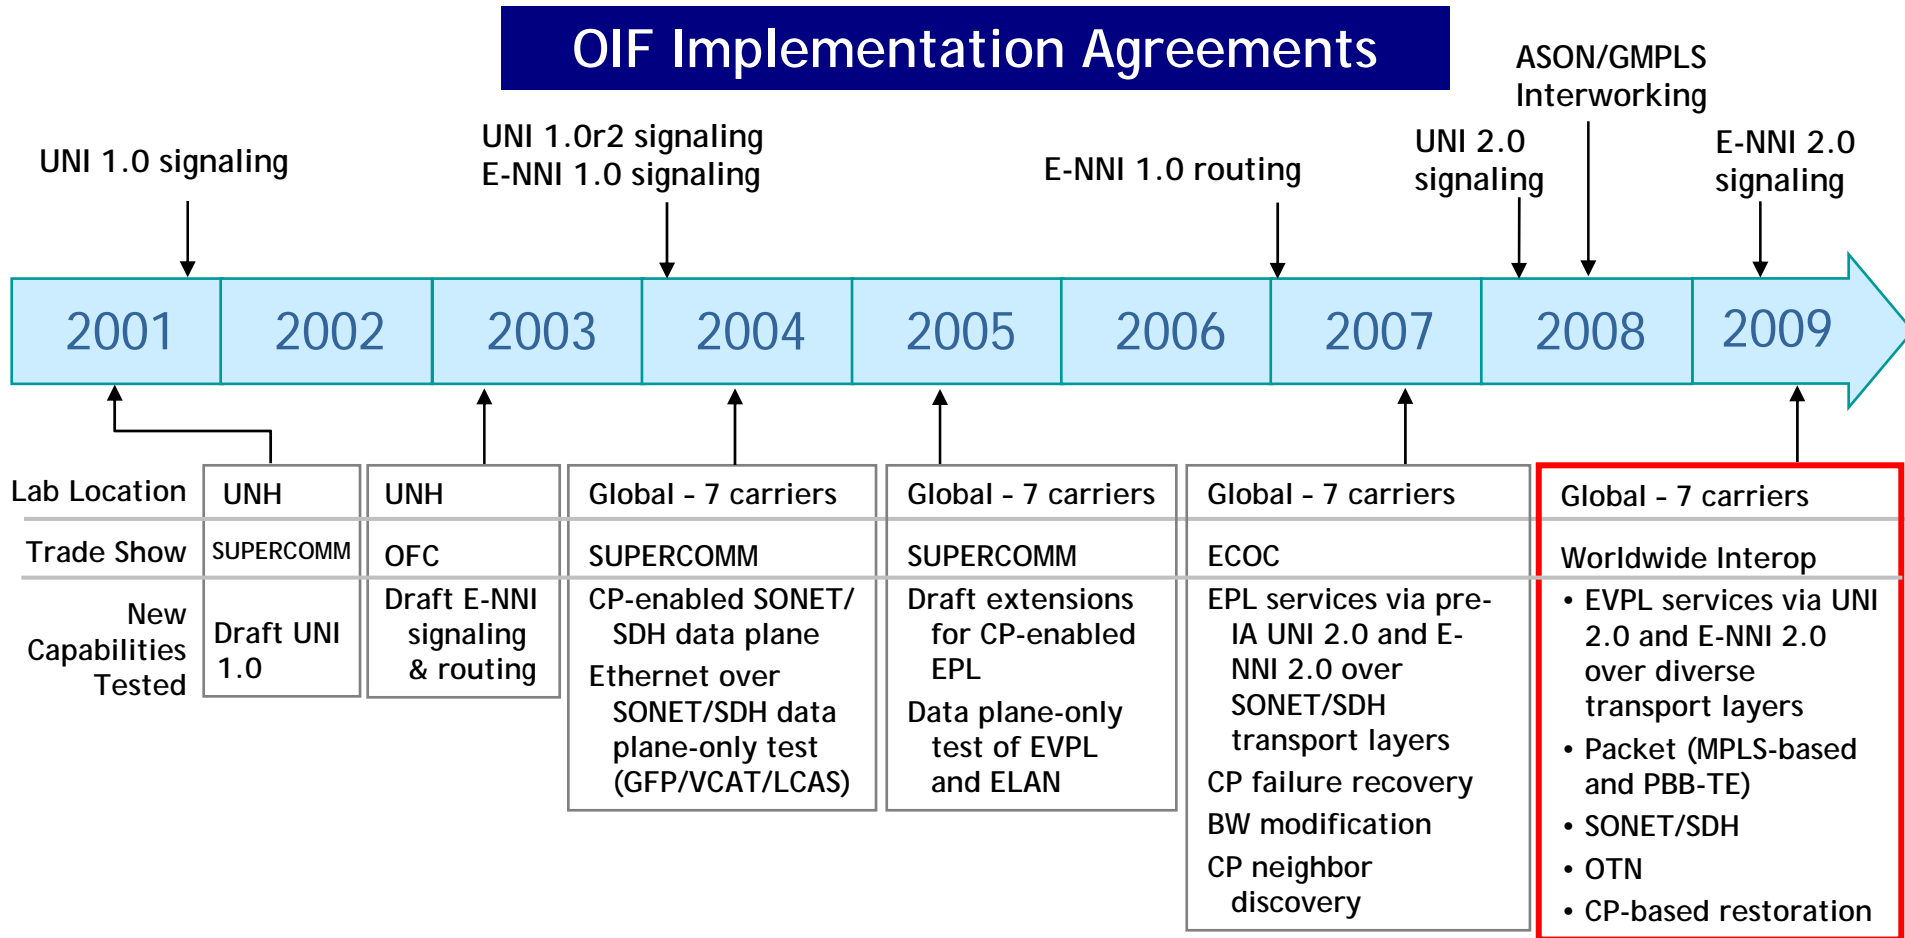 OIF Implementation Agreements
ASON/GMPLS
Interworking
UNI 1.0 signaling
UNI 1.0r2 signaling
E-NNI 1.0 signaling
E-NNI 1.0 routing
UNI 2.0
signaling
E-NNI 2.0
signaling
2001
2002
2003
2004
2005
2006
2007
2008
2009
Lab Location
UNH
UNH
Global - 7 carriers
Global - 7 carriers
Global - 7 carriers
Global - 7 carriers
Trade Show
SUPERCOMM
OFC
SUPERCOMM
SUPERCOMM
ECOC
Worldwide Interop
New
Capabilities
Tested
Draft UNI
1.0
Draft E-NNI
signaling
& routing
CP-enabled SONET/
SDH data plane
Ethernet over
SONET/SDH data
plane-only test
(GFP/VCAT/LCAS)
Draft extensions
for CP-enabled
EPL
Data plane-only
test of EVPL
and ELAN
EPL services via pre-
IA UNI 2.0 and E-
NNI 2.0 over
SONET/SDH
transport layers
CP failure recovery
BW modification
CP neighbor
discovery
• EVPL services via UNI
2.0 and E-NNI 2.0
over diverse
transport layers
• Packet (MPLS-based
and PBB-TE)
• SONET/SDH
• OTN
• CP-based restoration